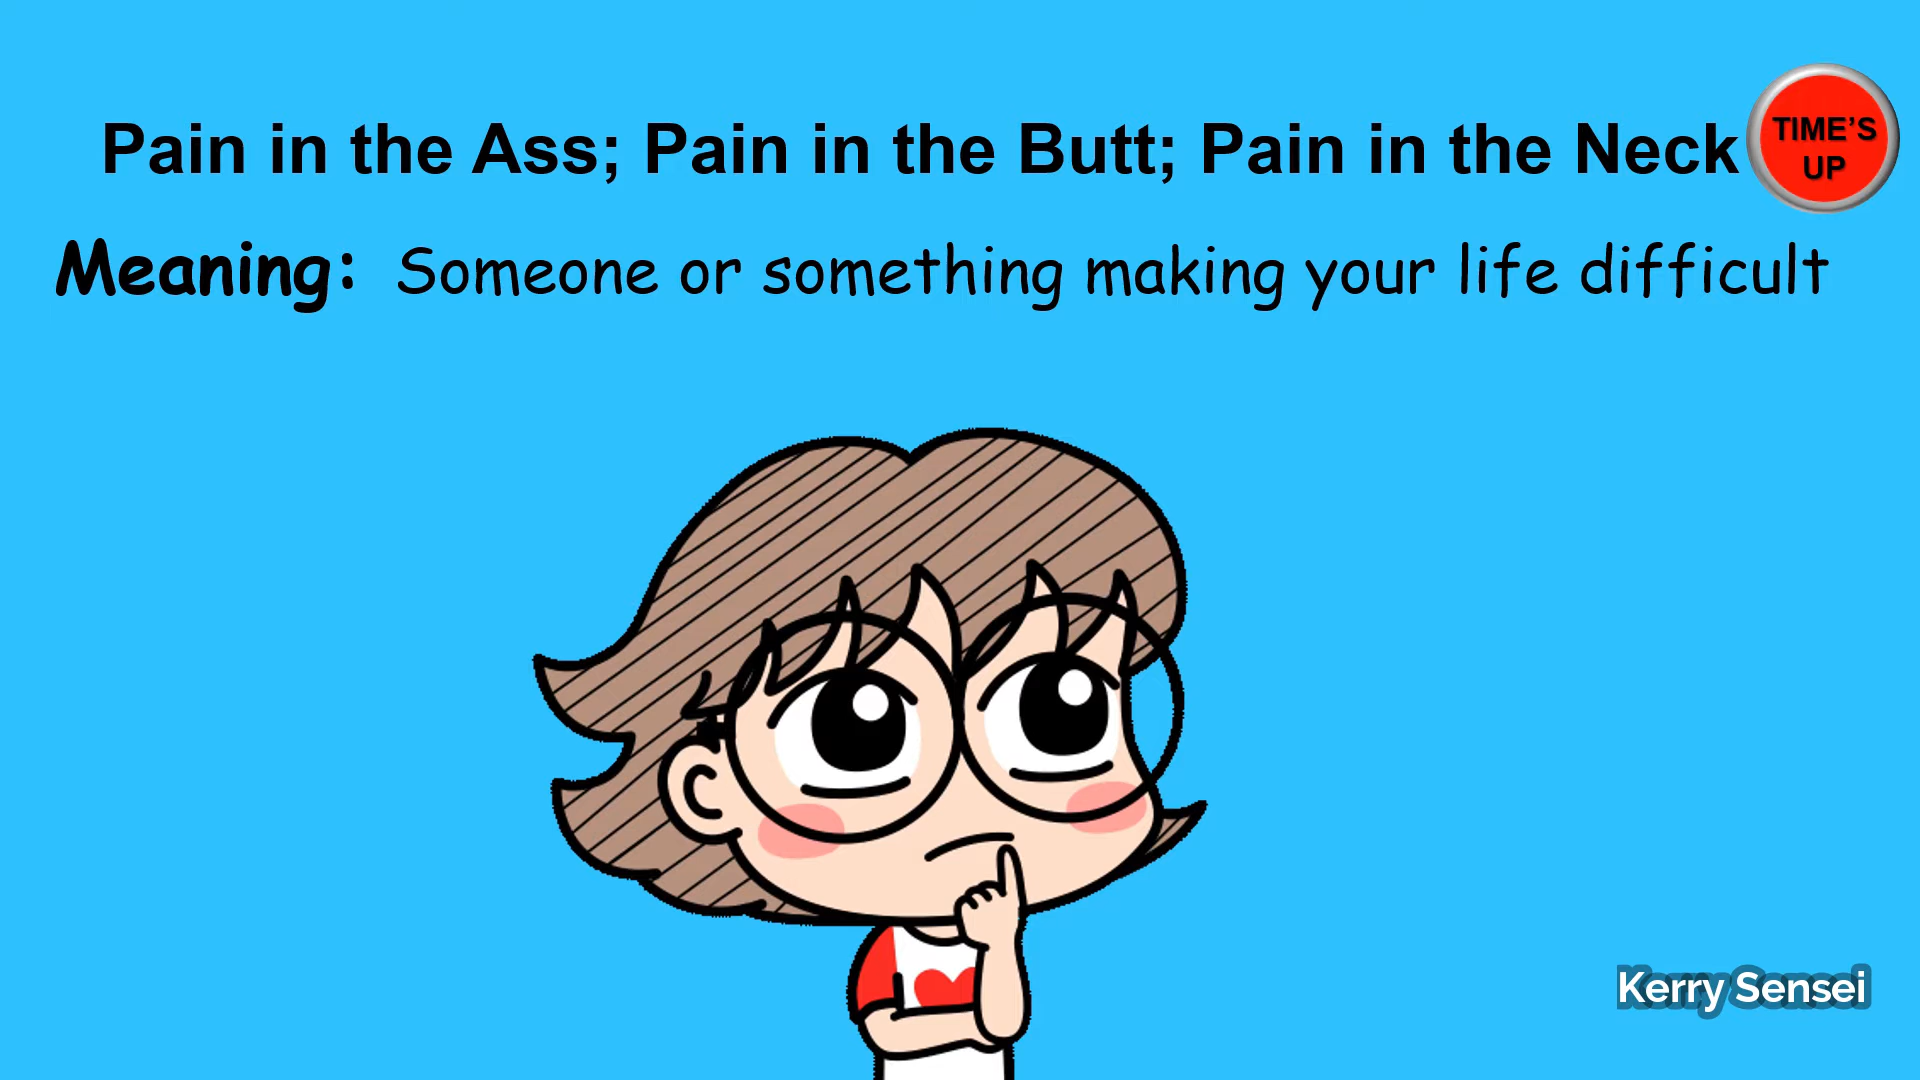 Pain in the Ass; Pain in the Butt; Pain in the Neck
TIME’S
UP
Meaning: Someone or something making your life difficult
Kerry Sensei